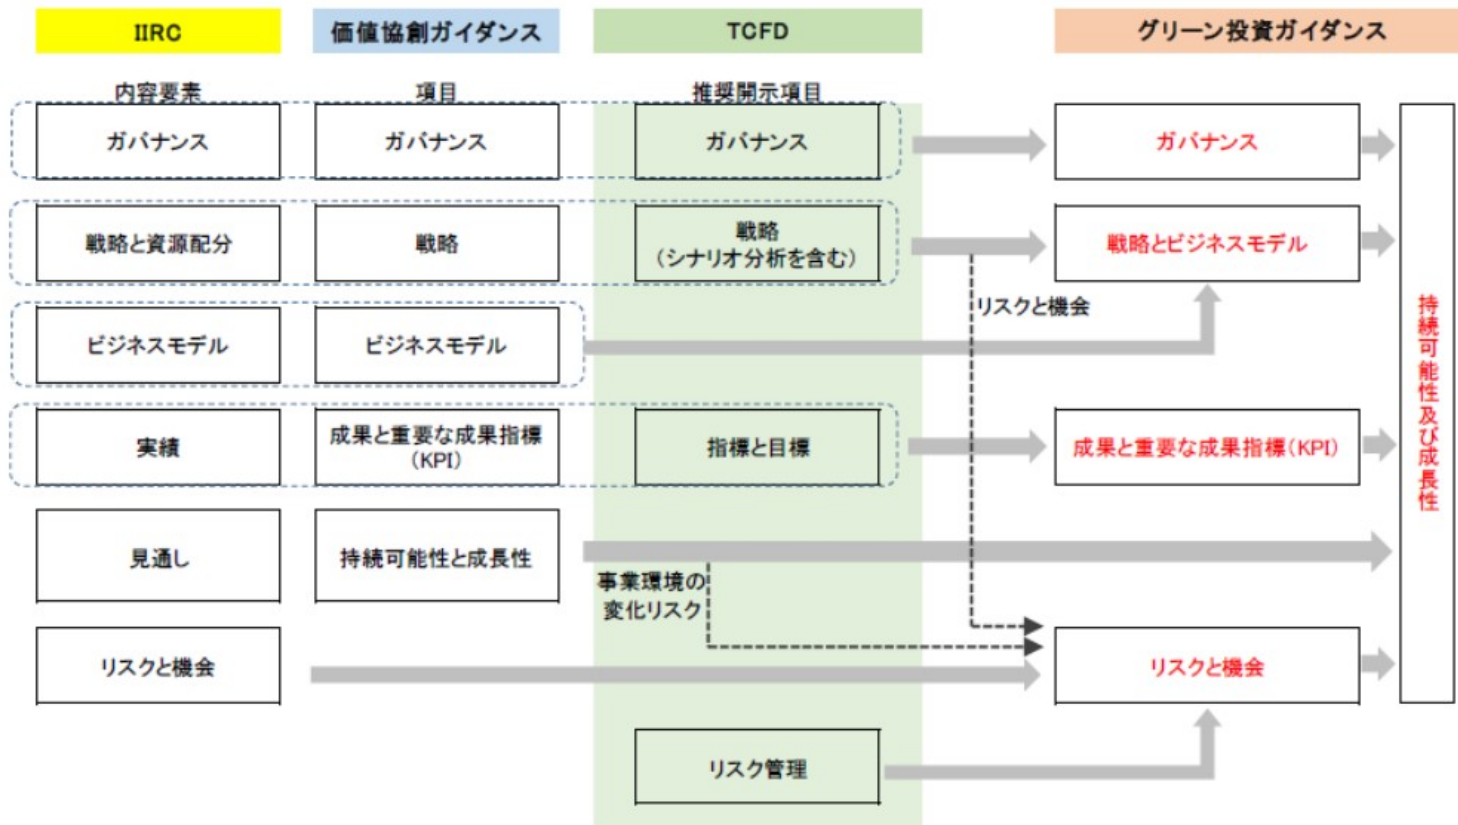 IIRC
価値協創ガイダンス
TCFD
グリーン投資ガイダンス
内容要素
項目
推奨開示項目
ガバナンス
ガバナンス
ガバナンス
ガバナンス
戦略と資源配分
戦略
戦略
（シナリオ分析を含む）
戦略とビジネスモデル
リスクと機会
ビジネスモデル
ビジネスモデル
実績
成果と重要な成果指標
（KPI）
指標と目標
成果と重要な成果指標（KPI）
持続可能性及び成長性
見通し
持続可能性と成長性
事業環境の
変化リスク
リスクと機会
リスクと機会
リスク管理